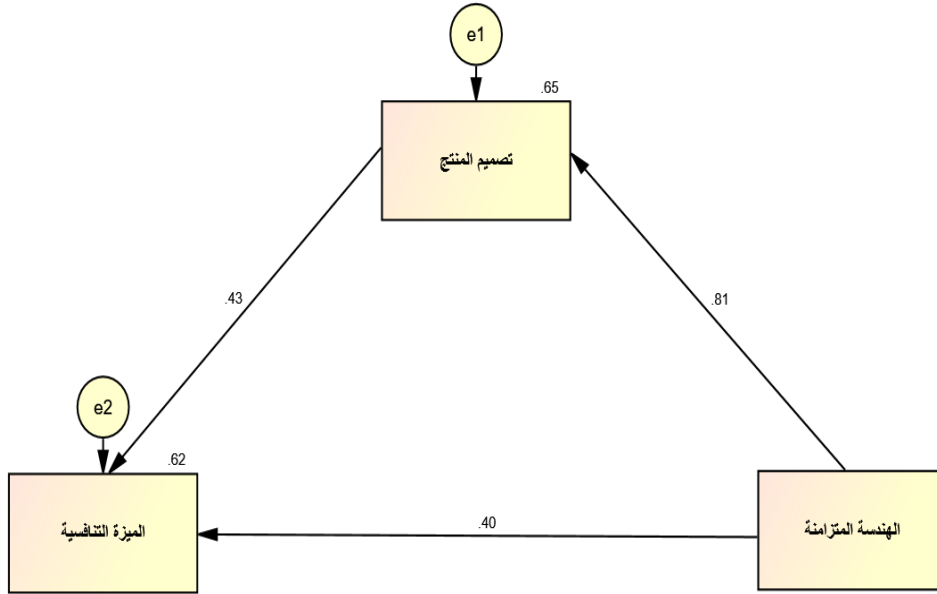 e1
.65
تصميم المنتج
.43
.81
e2
.62
الميزة التنافسية
.40
الهندسة المتزامنة